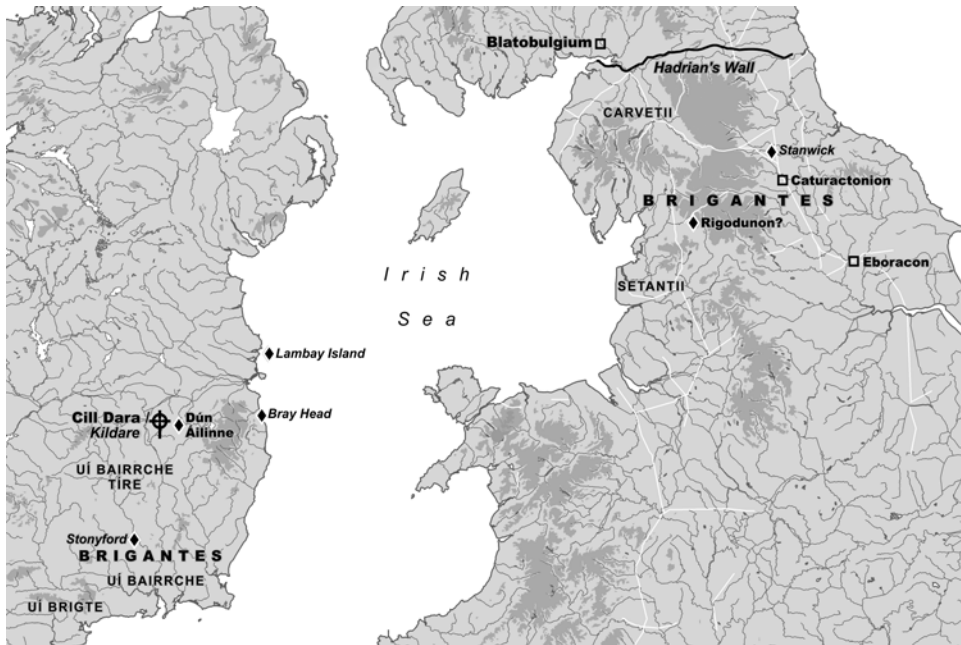 Blatobulgium
Hadrian's Wall
CARVETII
Stanwick
Caturactonion
BRIGANTES
Rigodunon?
Eboracon
Irish
SETANTII
Sea
Lambay Island
Cill Dara /
Kildare
Dún
Áilinne
Bray Head
UÍ BAIRRCHE
TÍRE
Stonyford
BRIGANTES
UÍ BAIRRCHE
UÍ BRIGTE